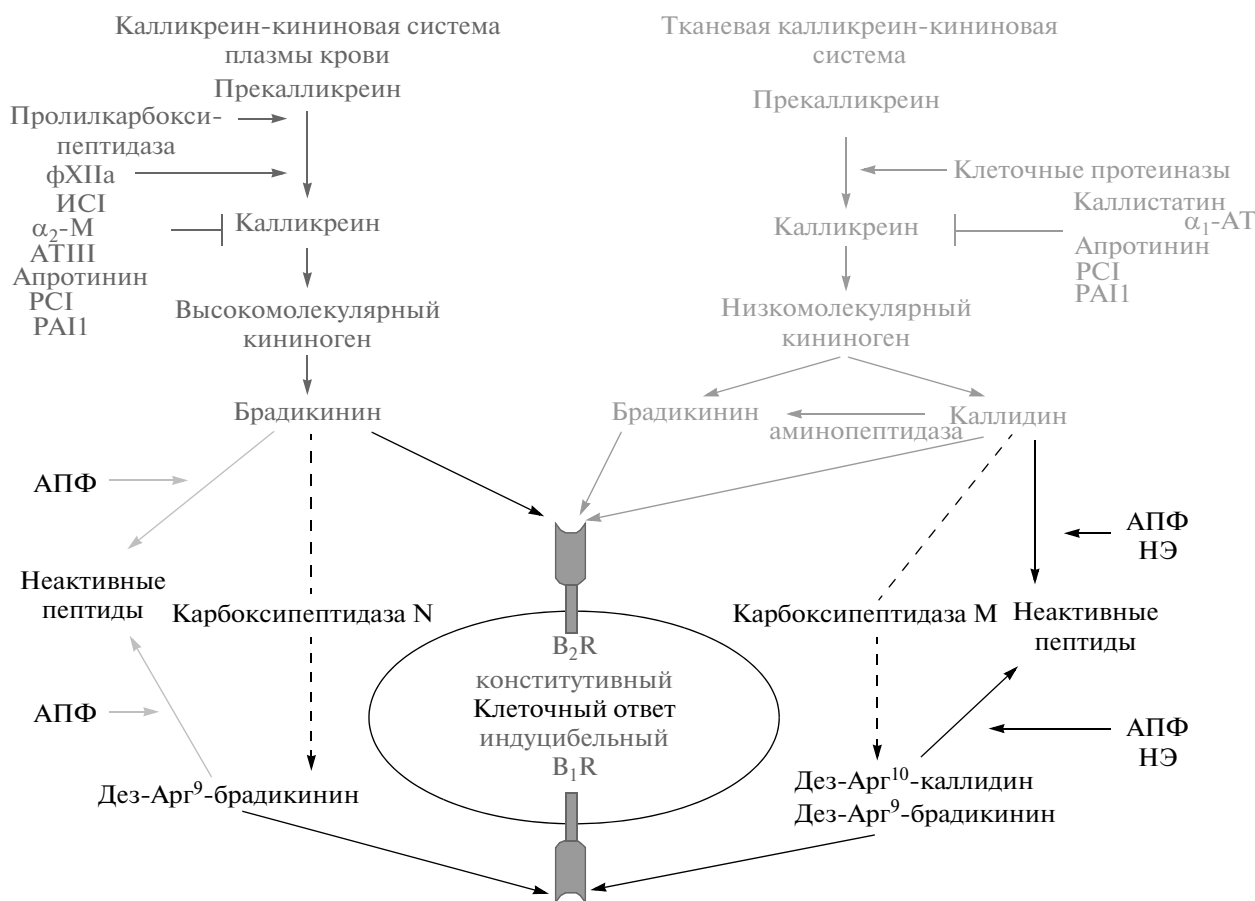 Калликреин-кининовая система
плазмы крови
Прекалликреин
Пролилкарбокси-
пептидаза
фXIIa
ИCI
α₂-M
ATIII
Апротинин
PCI
PAI1
Калликреин
Высокомолекулярный
кининоген
Брадикинин
АПФ
Неактивные
пептиды
Карбоксипептидаза N
АПФ
Дез-Арг⁹-брадикинин
Тканевая калликреин-кининовая
система
Прекалликреин
Клеточные протеиназы
Калликреин
Каллистатин
α₁-AT
Апротинин
PCI
PAI1
Низкомолекулярный
кининоген
Брадикинин
аминопептидаза
Каллидин
АПФ
НЭ
Карбоксипептидаза M
Неактивные
пептиды
АПФ
НЭ
Дез-Арг¹⁰-каллидин
Дез-Арг⁹-брадикинин
B₂R
конститутивный
Клеточный ответ
индуцибельный
B₁R